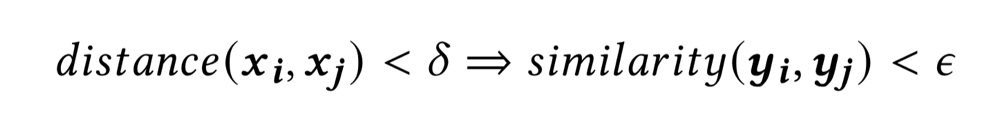 distance(xᵢ, xⱼ) < δ ⟹ similarity(yᵢ, yⱼ) < ϵ